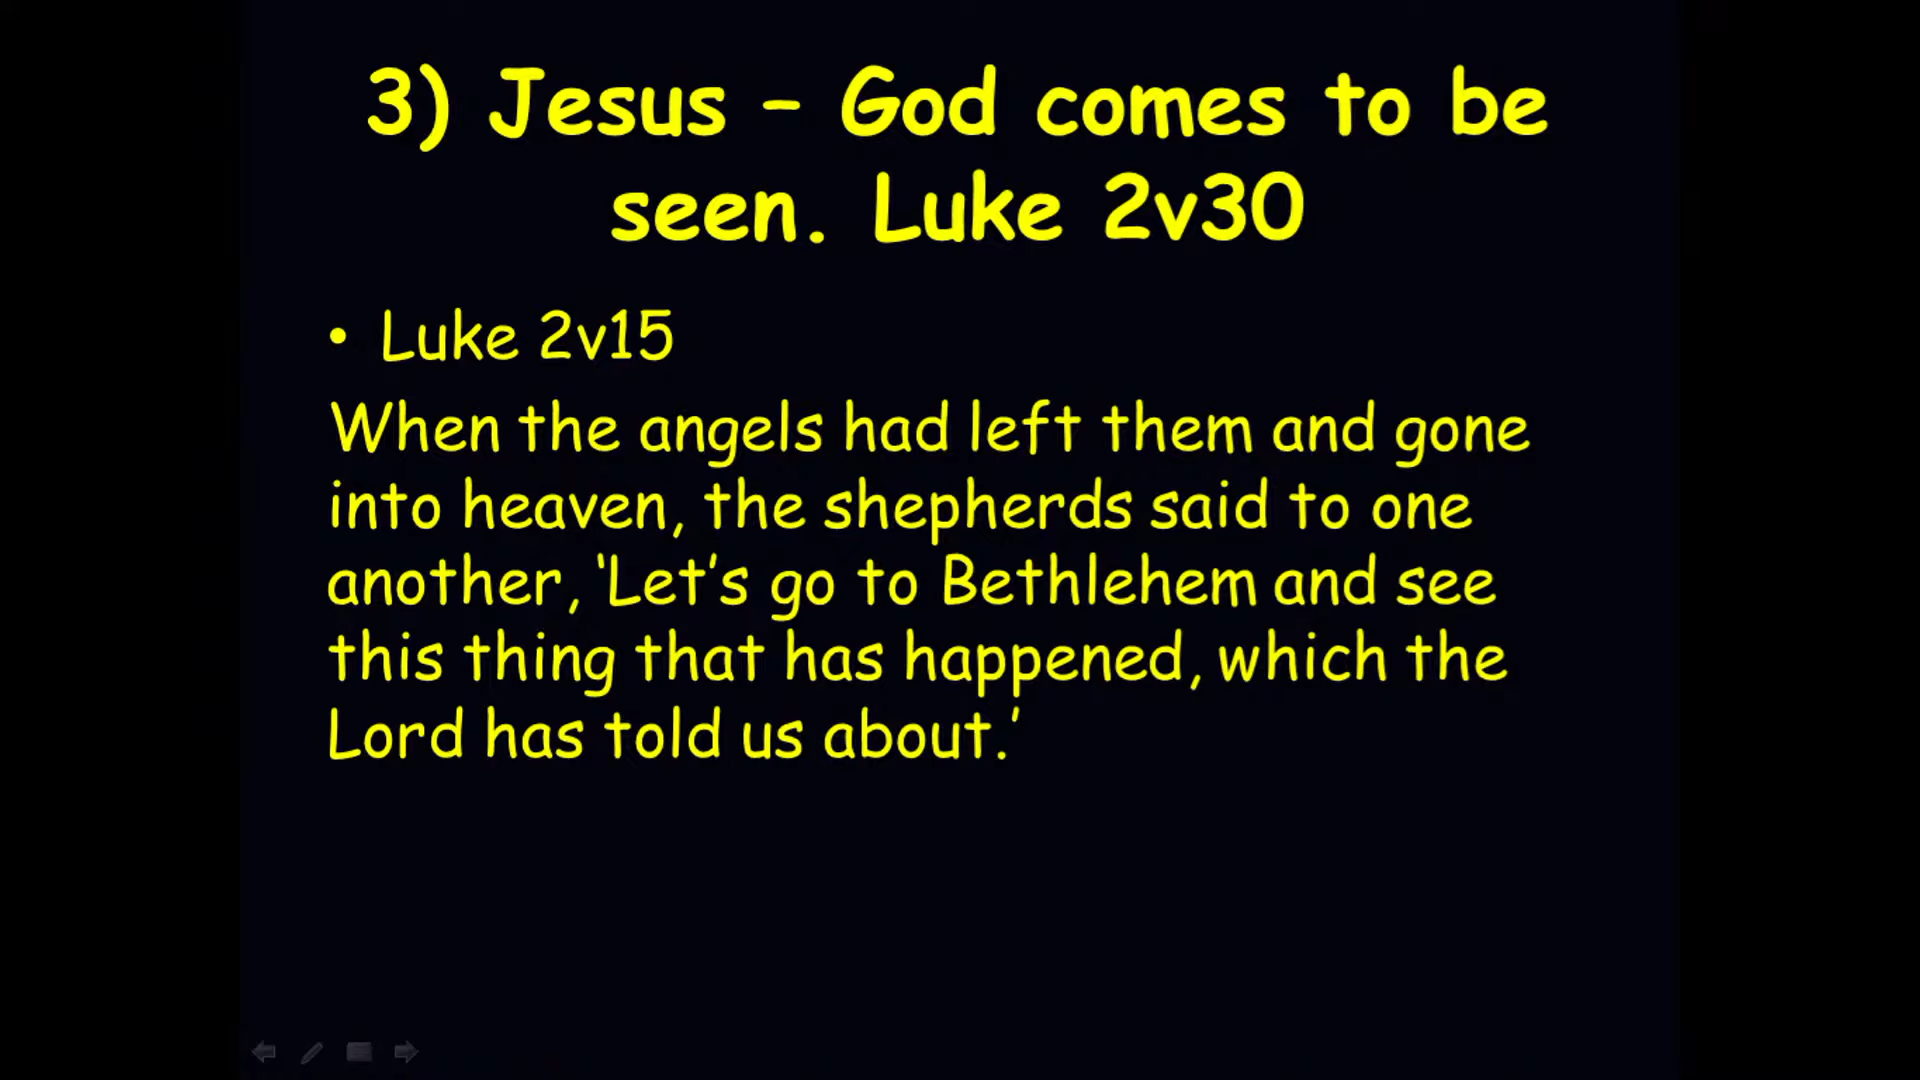 3) Jesus – God comes to be
seen. Luke 2v30
• Luke 2v15
When the angels had left them and gone
into heaven, the shepherds said to one
another, ‘Let’s go to Bethlehem and see
this thing that has happened, which the
Lord has told us about.’